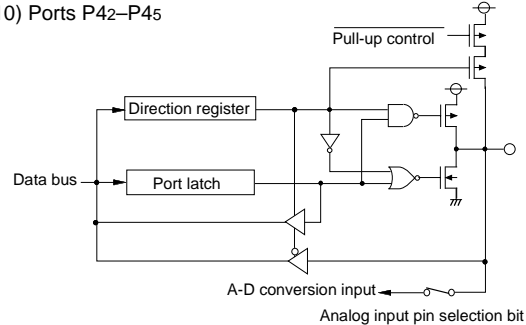 0) Ports P42–P45
Pull-up control
Direction register
Data bus
Port latch
A-D conversion input
Analog input pin selection bit